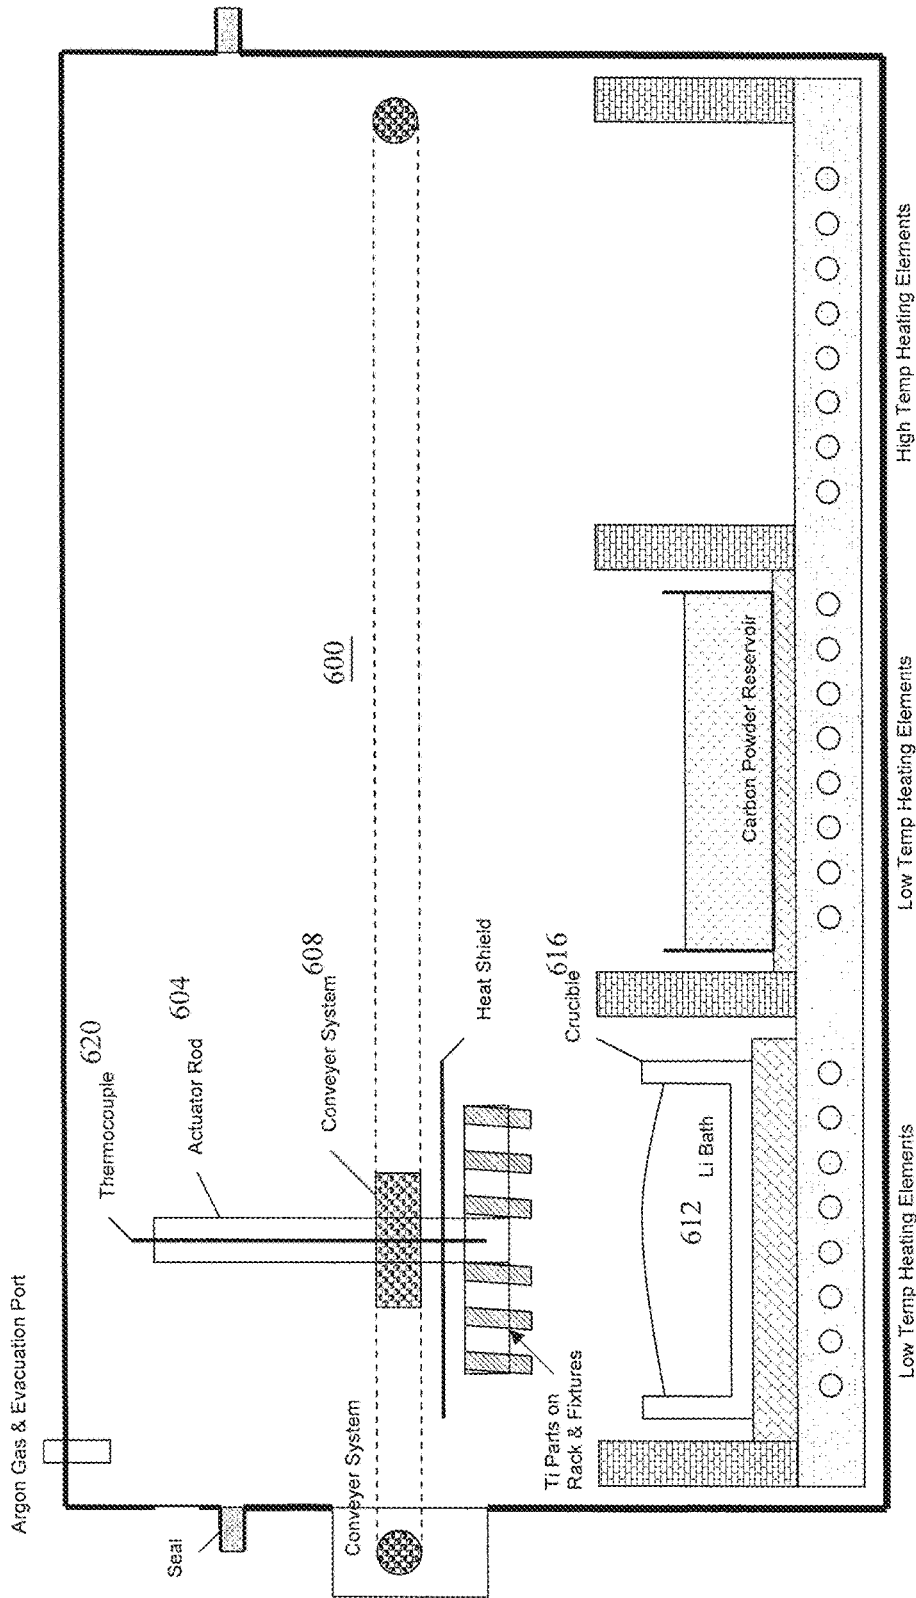 Argon Gas & Evacuation Port
Seal
Thermocouple
620
Actuator Rod
604
Conveyer System
608
600
Conveyer System
Heat Shield
Ti Parts on
Rack & Fixtures
Crucible
616
612
Li Bath
Carbon Powder Reservoir
Low Temp Heating Elements
Low Temp Heating Elements
High Temp Heating Elements